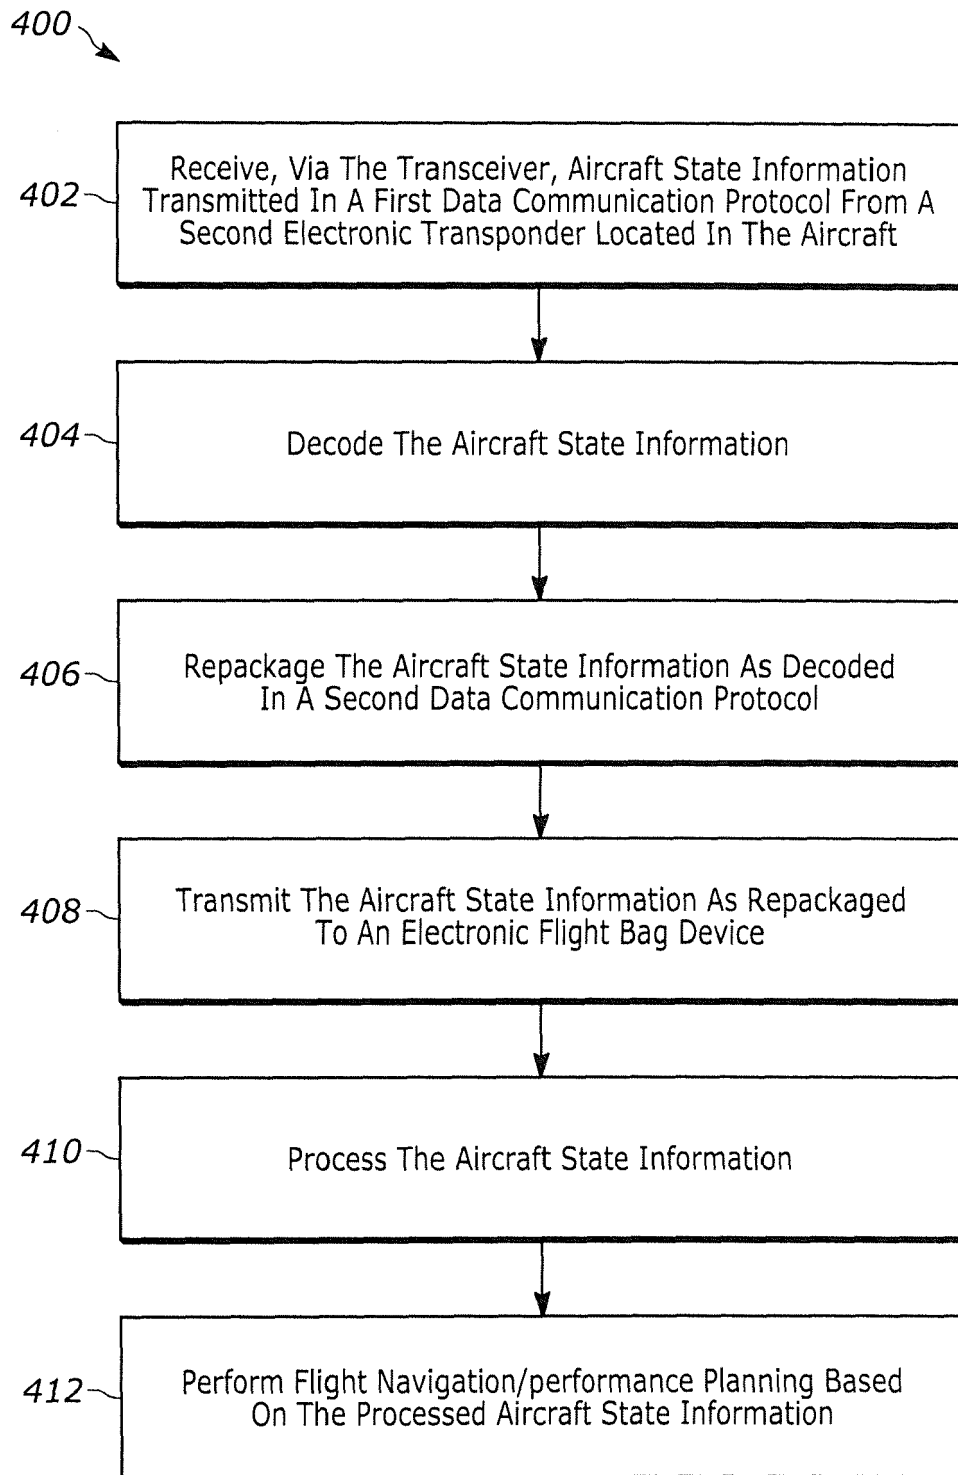 400
402
Receive, Via The Transceiver, Aircraft State Information
Transmitted In A First Data Communication Protocol From A
Second Electronic Transponder Located In The Aircraft
404
Decode The Aircraft State Information
406
Repackage The Aircraft State Information As Decoded
In A Second Data Communication Protocol
408
Transmit The Aircraft State Information As Repackaged
To An Electronic Flight Bag Device
410
Process The Aircraft State Information
412
Perform Flight Navigation/performance Planning Based
On The Processed Aircraft State Information